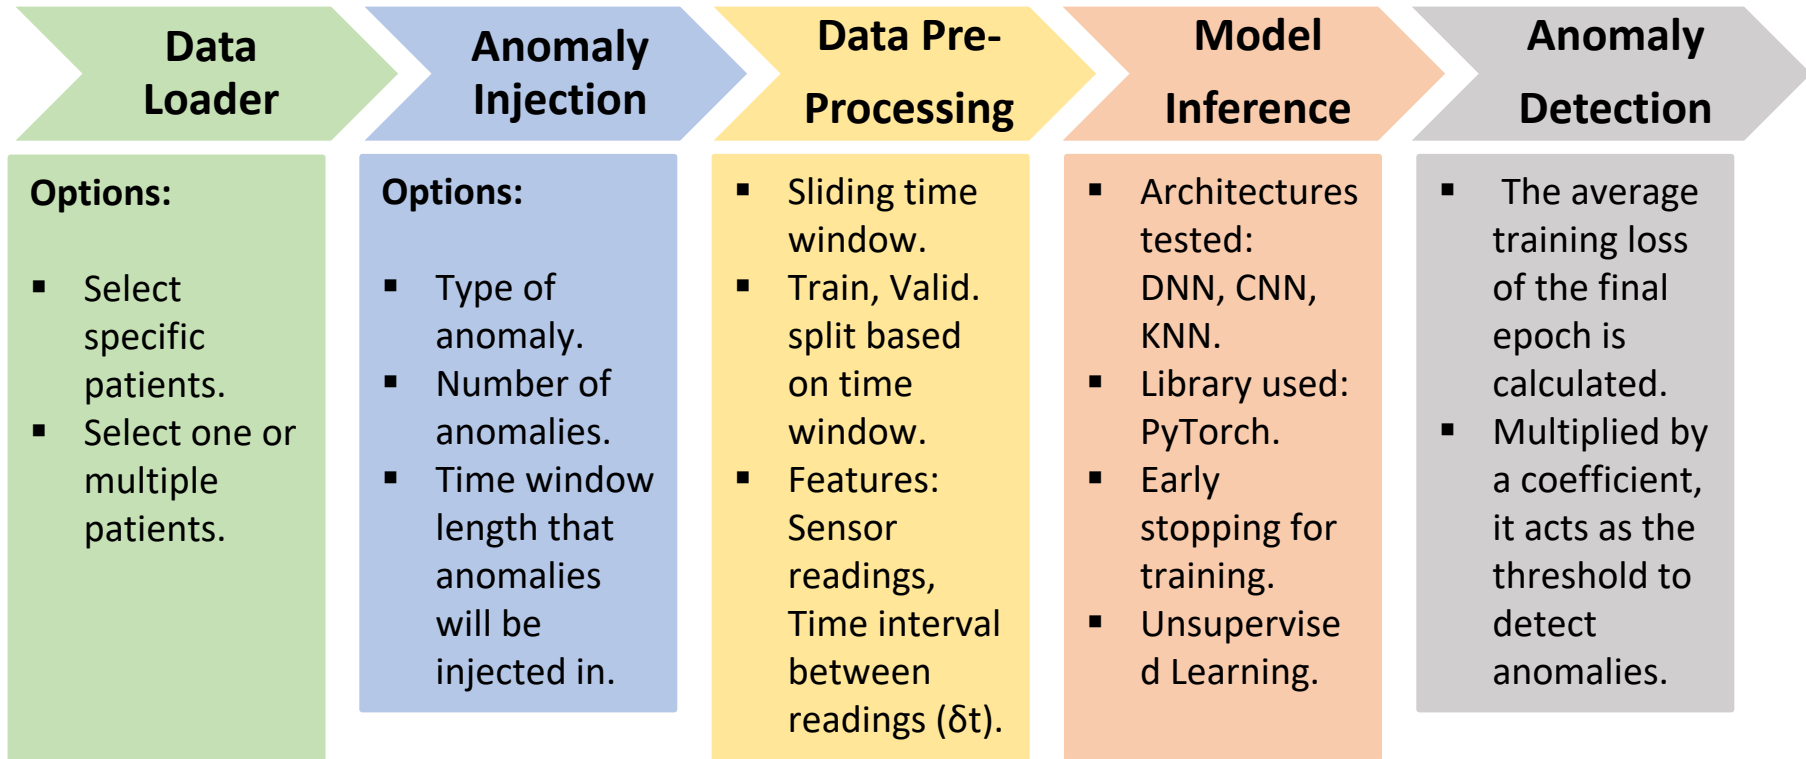 Data
Loader
Anomaly
Injection
Data Pre-
Processing
Model
Inference
Anomaly
Detection
Options:
▪ Select
specific
patients.
▪ Select one or
multiple
patients.
Options:
▪ Type of
anomaly.
▪ Number of
anomalies.
▪ Time window
length that
anomalies
will be
injected in.
▪ Sliding time
window.
▪ Train, Valid.
split based
on time
window.
▪ Features:
Sensor
readings,
Time interval
between
readings (δt).
▪ Architectures
tested:
DNN, CNN,
KNN.
▪ Library used:
PyTorch.
▪ Early
stopping for
training.
▪ Unsupervise
d Learning.
▪ The average
training loss
of the final
epoch is
calculated.
▪ Multiplied by
a coefficient,
it acts as the
threshold to
detect
anomalies.